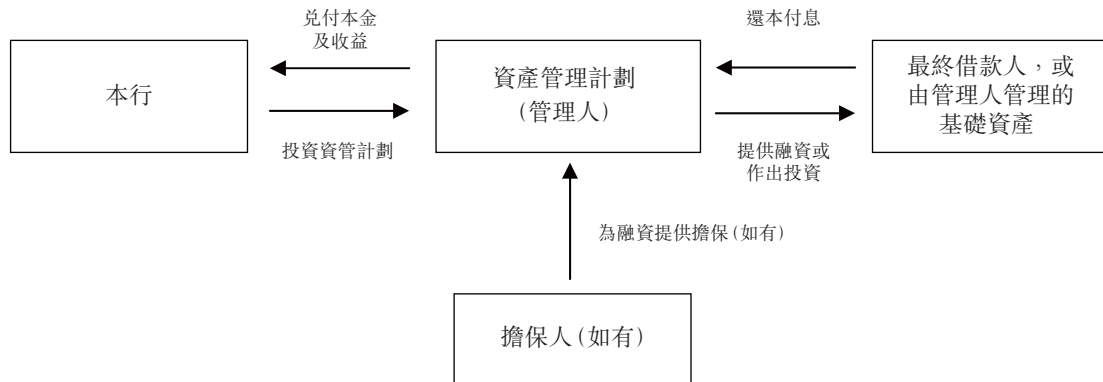 兑付本金
及收益
還本付息
本行
資產管理計劃
(管理人)
最終借款人，或
由管理人管理的
基礎資產
投資資管計劃
提供融資或
作出投資
為融資提供擔保(如有)
擔保人(如有)